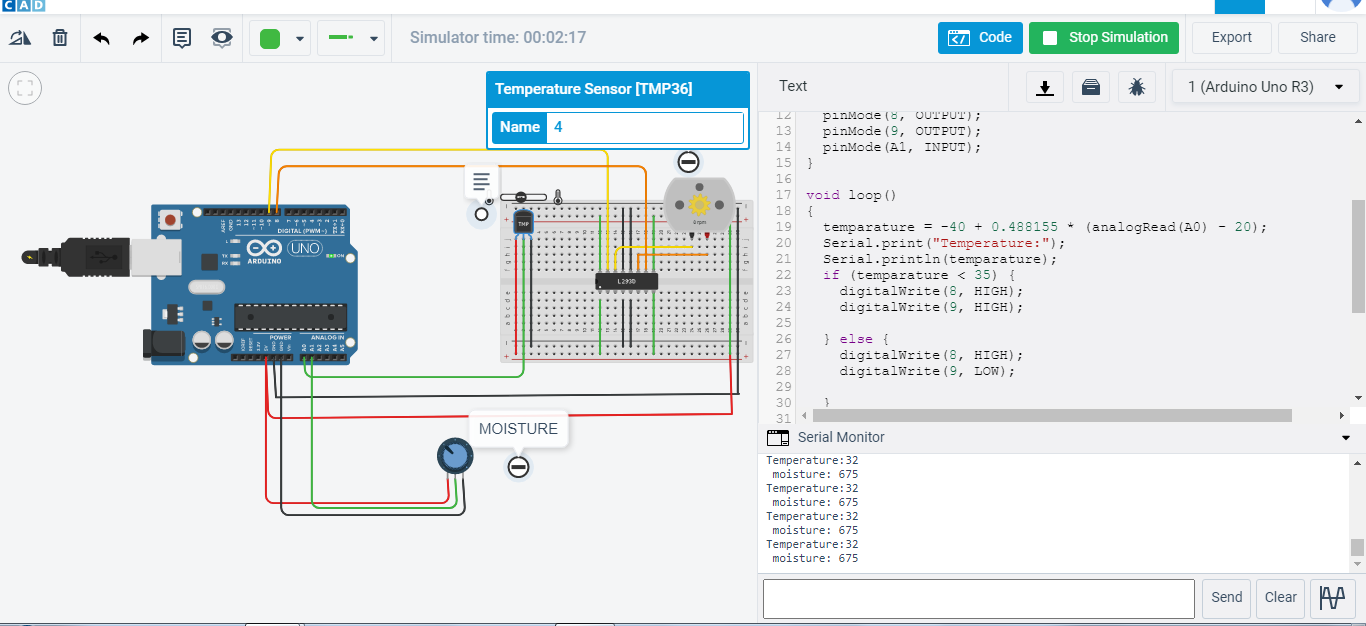 CAD
Simulator time: 00:02:17
Code
Stop Simulation
Export
Share
Temperature Sensor [TMP36]
Name 4
Text
1 (Arduino Uno R3)
12 pinMode(8, OUTPUT);
13 pinMode(9, OUTPUT);
14 pinMode(A1, INPUT);
15 }
16
17 void loop()
18 {
19 temparature = -40 + 0.488155 * (analogRead(A0) - 20);
20 Serial.print("Temperature:");
21 Serial.println(temparature);
22 if (temparature < 35) {
23 digitalWrite(8, HIGH);
24 digitalWrite(9, HIGH);
25
26 } else {
27 digitalWrite(8, HIGH);
28 digitalWrite(9, LOW);
29
30 }
31
TMP
L293D
DIGITAL (PWM~)
UNO
ARDUINO
TX
RX
ON
POWER
ANALOG IN
MOISTURE
Serial Monitor
Temperature:32
moisture: 675
Temperature:32
moisture: 675
Temperature:32
moisture: 675
Temperature:32
moisture: 675
Send
Clear